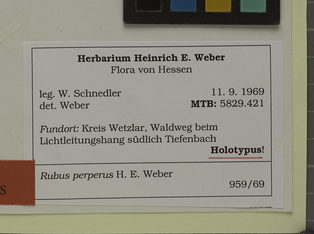 Herbarium Heinrich E. Weber
Flora von Hessen
leg. W. Schnedler 11. 9. 1969
det. Weber MTB: 5829.421
Fundort: Kreis Wetzlar, Waldweg beim
Lichtleitungshang südlich Tiefenbach
Holotypus!
Rubus perperus H. E. Weber
959/69
S